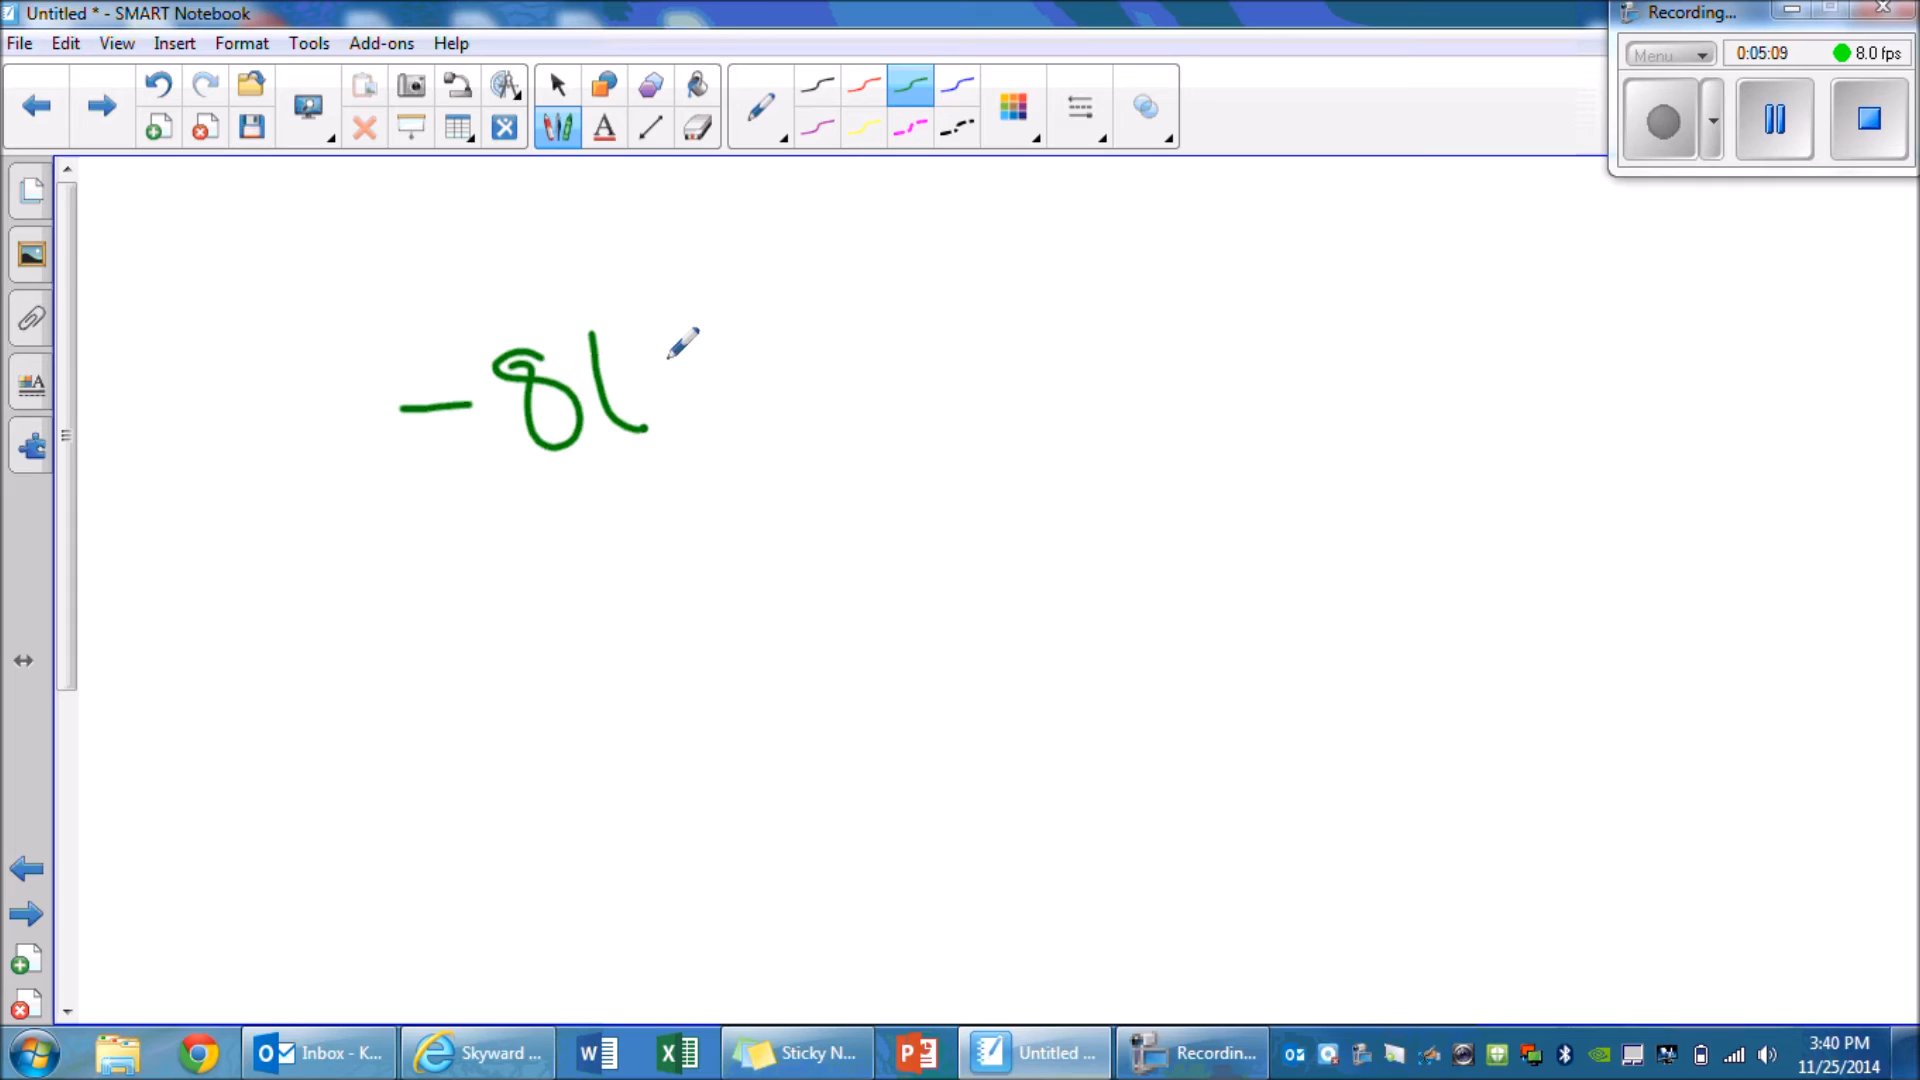 Untitled * - SMART Notebook
Recording...
File Edit View Insert Format Tools Add-ons Help
Menu 0:05:09 8.0 fps
-8(
Inbox - K...
Skyward ...
Sticky N...
Untitled ...
Recordin...
3:40 PM
11/25/2014